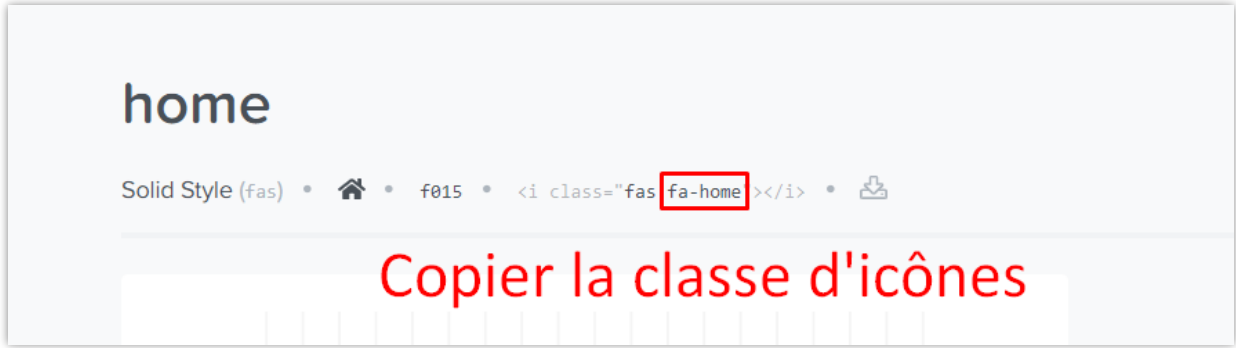 home
Solid Style (fas) • • f015 • <i class="fas fa-home"></i> •
Copier la classe d'icônes